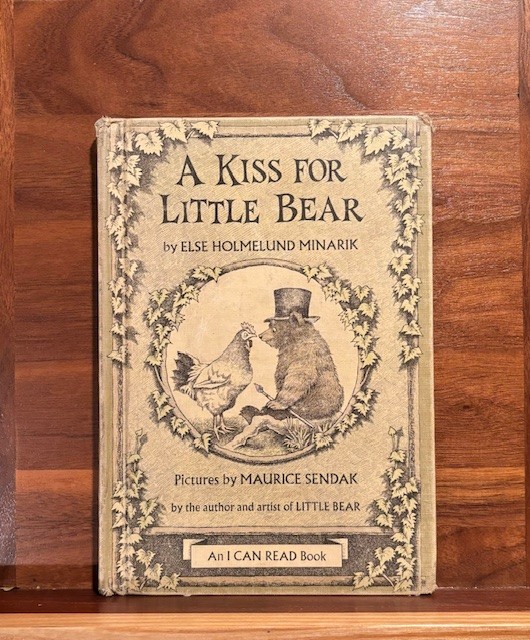 A KISS FOR
LITTLE BEAR
by ELSE HOLMELUND MINARIK
Pictures by MAURICE SENDAK
by the author and artist of LITTLE BEAR
An I CAN READ Book